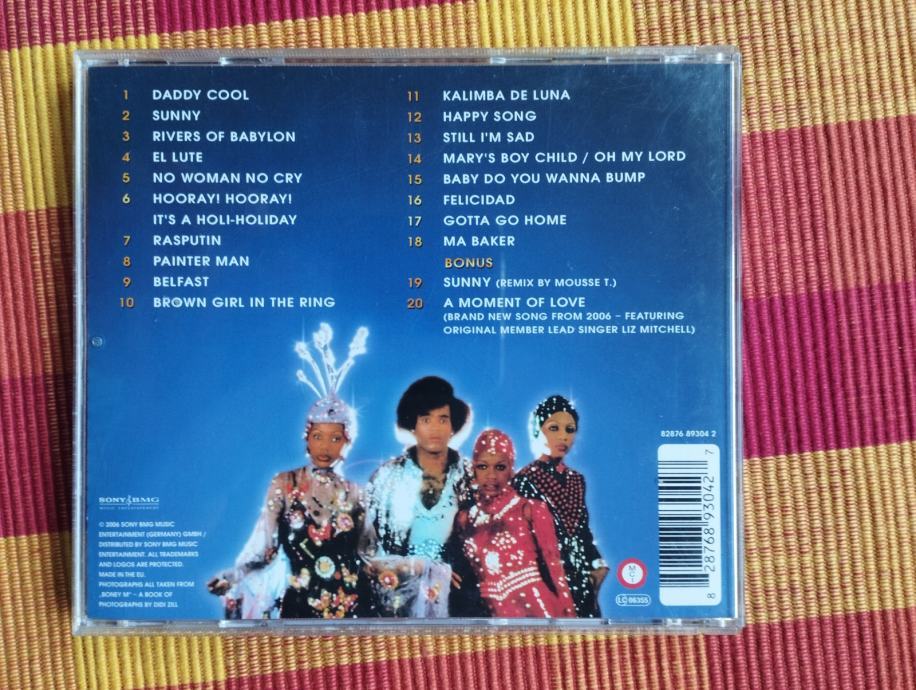 1 DADDY COOL
2 SUNNY
3 RIVERS OF BABYLON
4 EL LUTE
5 NO WOMAN NO CRY
6 HOORAY! HOORAY!
IT'S A HOLI-HOLIDAY
7 RASPUTIN
8 PAINTER MAN
9 BELFAST
10 BROWN GIRL IN THE RING
11 KALIMBA DE LUNA
12 HAPPY SONG
13 STILL I'M SAD
14 MARY'S BOY CHILD / OH MY LORD
15 BABY DO YOU WANNA BUMP
16 FELICIDAD
17 GOTTA GO HOME
18 MA BAKER
BONUS
19 SUNNY (REMIX BY MOUSSE T.)
20 A MOMENT OF LOVE
(BRAND NEW SONG FROM 2006 – FEATURING
ORIGINAL MEMBER LEAD SINGER LIZ MITCHELL)
82876 89304 2
8 28768 93042 7
SONY BMG
MUSIC ENTERTAINMENT
© 2006 SONY BMG MUSIC
ENTERTAINMENT (GERMANY) GMBH /
DISTRIBUTED BY SONY BMG MUSIC
ENTERTAINMENT. ALL TRADEMARKS
AND LOGOS ARE PROTECTED.
MADE IN THE EU.
PHOTOGRAPHS ALL TAKEN FROM
„BONEY M“ – A BOOK OF
PHOTOGRAPHS BY DIDI ZILL
MCI
LC 06355